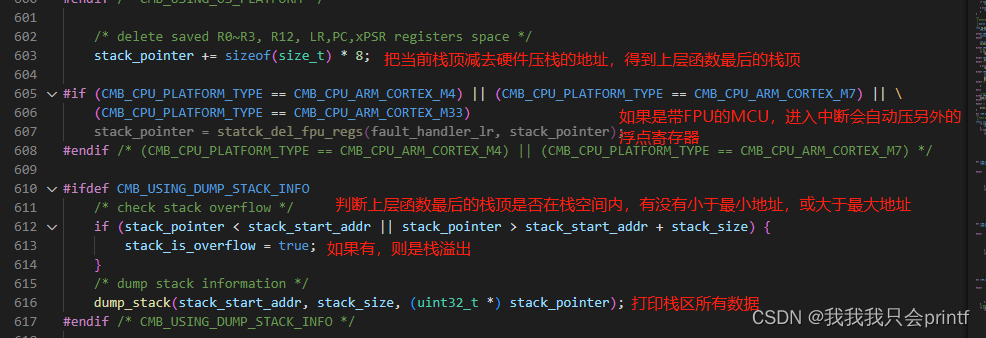 600 #endif /* CMB_USING_OS_PLATFORM */
601
602 /* delete saved R0~R3, R12, LR,PC,xPSR registers space */
603 stack_pointer += sizeof(size_t) * 8; 把当前栈顶减去硬件压栈的地址，得到上层函数最后的栈顶
604
605 #if (CMB_CPU_PLATFORM_TYPE == CMB_CPU_ARM_CORTEX_M4) || (CMB_CPU_PLATFORM_TYPE == CMB_CPU_ARM_CORTEX_M7) || \
606 (CMB_CPU_PLATFORM_TYPE == CMB_CPU_ARM_CORTEX_M33) 如果是带FPU的MCU，进入中断会自动压另外的
607 stack_pointer = statck_del_fpu_regs(fault_handler_lr, stack_pointer); 浮点寄存器
608 #endif /* (CMB_CPU_PLATFORM_TYPE == CMB_CPU_ARM_CORTEX_M4) || (CMB_CPU_PLATFORM_TYPE == CMB_CPU_ARM_CORTEX_M7) */
609
610 #ifdef CMB_USING_DUMP_STACK_INFO
611 /* check stack overflow */ 判断上层函数最后的栈顶是否在栈空间内，有没有小于最小地址，或大于最大地址
612 if (stack_pointer < stack_start_addr || stack_pointer > stack_start_addr + stack_size) {
613 stack_is_overflow = true; 如果有，则是栈溢出
614 }
615 /* dump stack information */
616 dump_stack(stack_start_addr, stack_size, (uint32_t *) stack_pointer); 打印栈区所有数据
617 #endif /* CMB_USING_DUMP_STACK_INFO */
CSDN @我我我只会printf